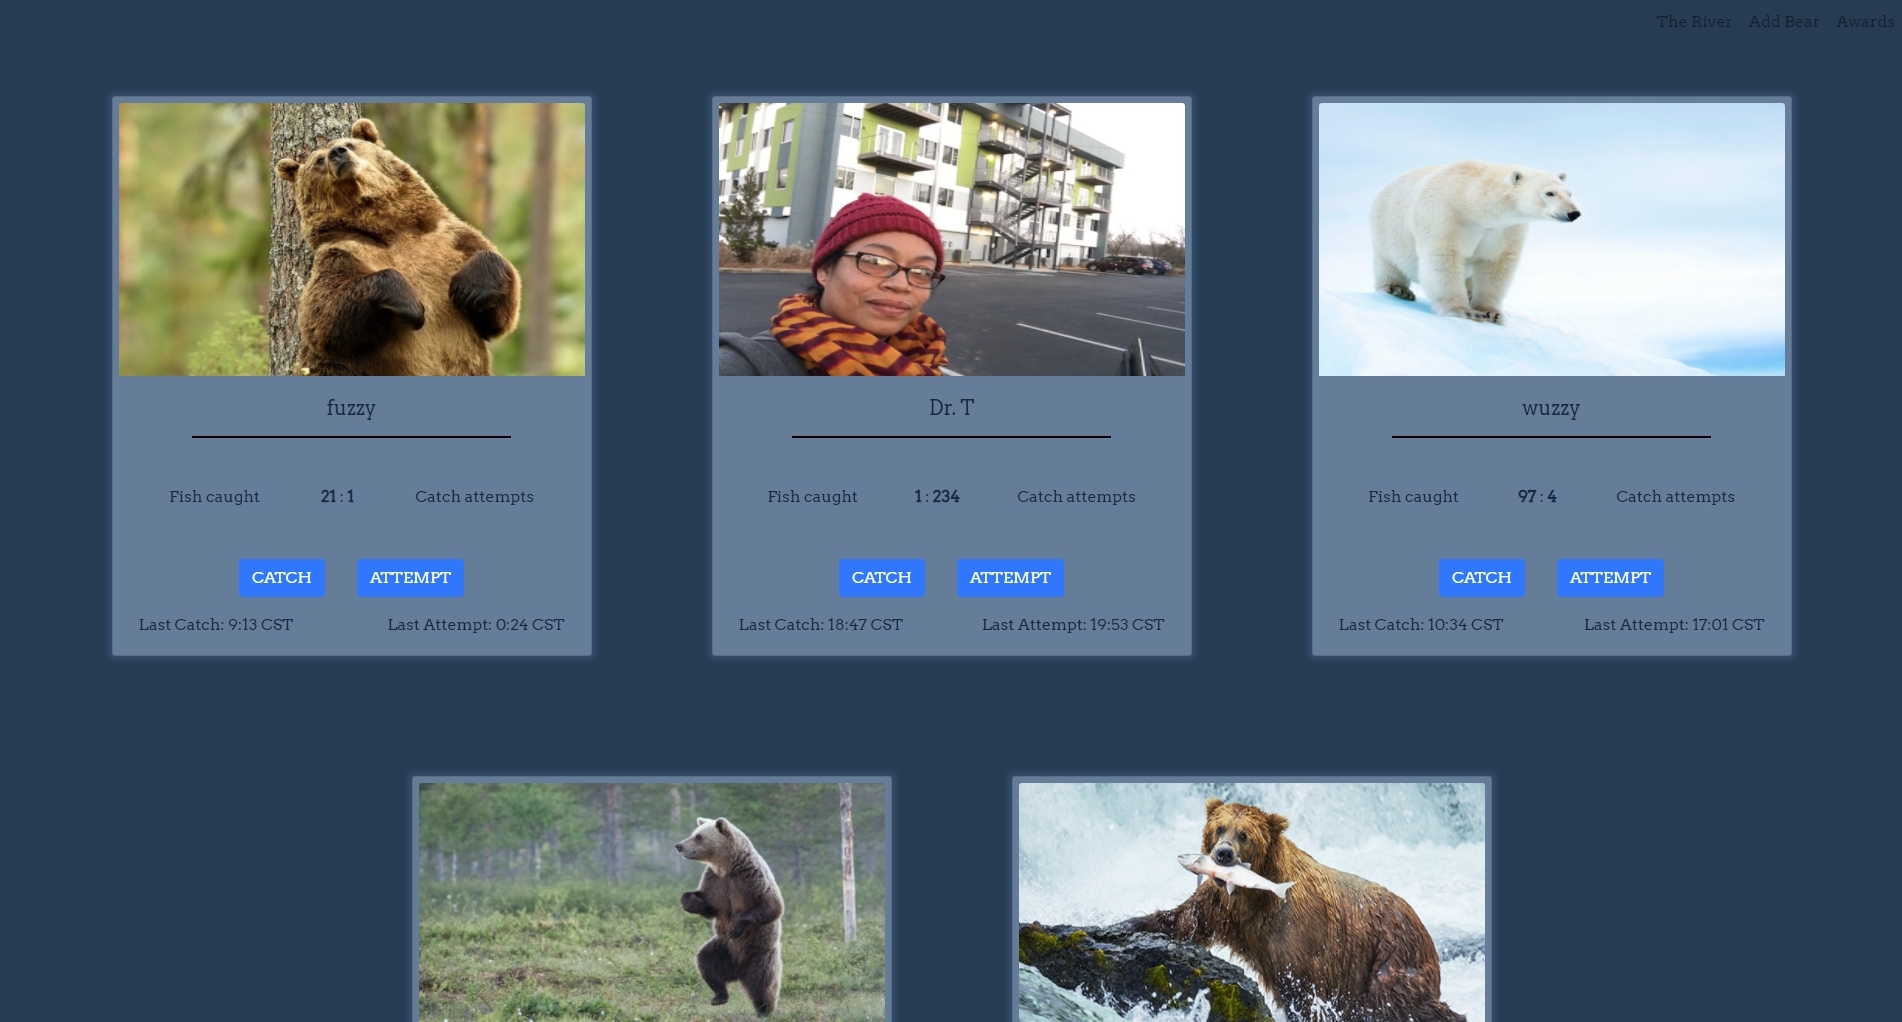 The River Add Bear Awards
fuzzy
Fish caught 21 : 1 Catch attempts
CATCH ATTEMPT
Last Catch: 9:13 CST Last Attempt: 0:24 CST
Dr. T
Fish caught 1 : 234 Catch attempts
CATCH ATTEMPT
Last Catch: 18:47 CST Last Attempt: 19:53 CST
wuzzy
Fish caught 97 : 4 Catch attempts
CATCH ATTEMPT
Last Catch: 10:34 CST Last Attempt: 17:01 CST